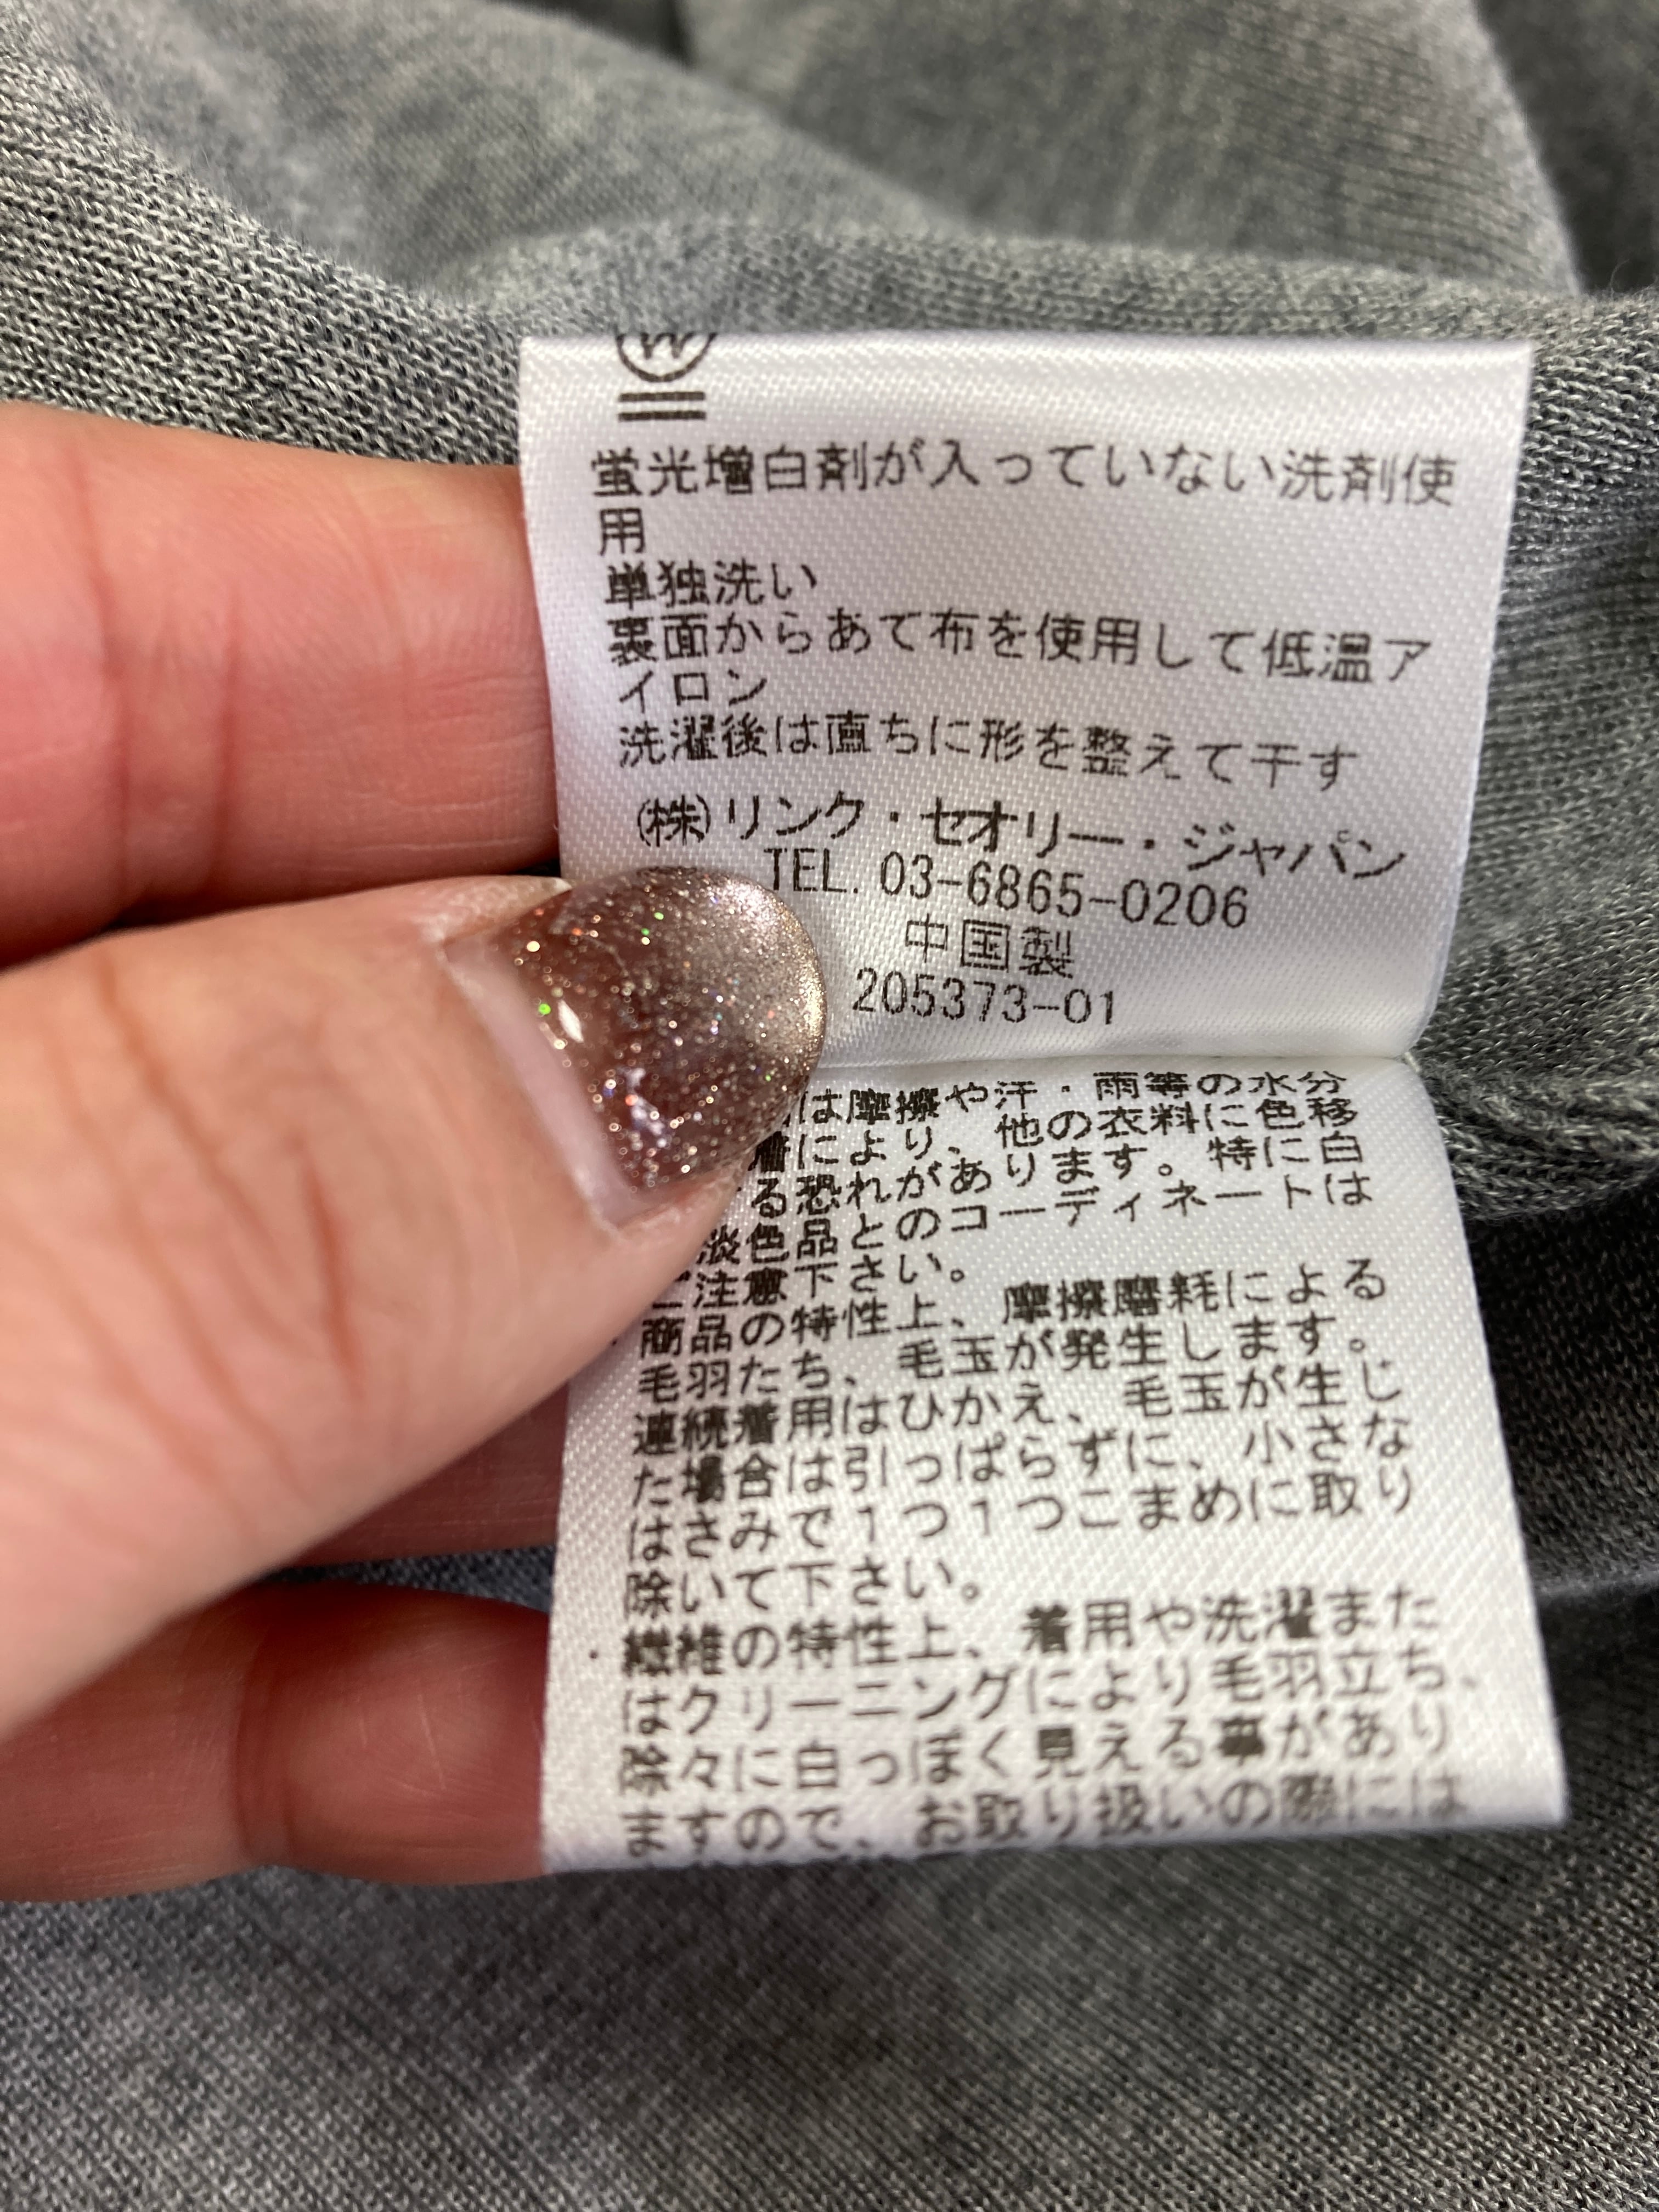 W
蛍光増白剤が入っていない洗剤使
用
単独洗い
裏面からあて布を使用して低温ア
イロン
洗濯後は直ちに形を整えて干す
㈱リンク・セオリー・ジャパン
TEL. 03-6865-0206
中国製
205373-01
は摩擦や汗・雨等の水分
により、他の衣料に色移
る恐れがあります。特に白
淡色品とのコーディネートは
ご注意下さい。
・商品の特性上、摩擦磨耗による
毛羽たち、毛玉が発生します。
連続着用はひかえ、毛玉が生じ
た場合は引っぱらずに、小さな
はさみで1つ1つこまめに取り
除いて下さい。
・繊維の特性上、着用や洗濯また
はクリーニングにより毛羽立ち、
除々に白っぽく見える事があり
ますので、お取り扱いの際には